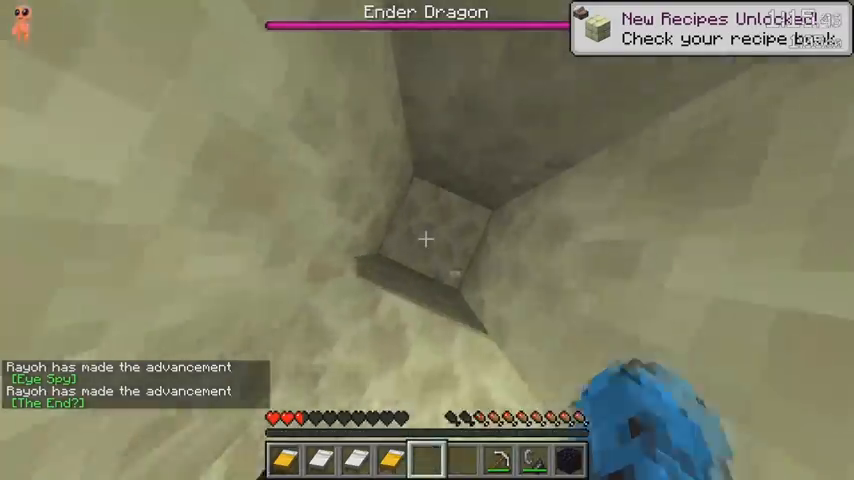 Ender Dragon
New Recipes Unlocked!
Check your recipe book
Rayoh has made the advancement
[Eye Spy]
Rayoh has made the advancement
[The End?]